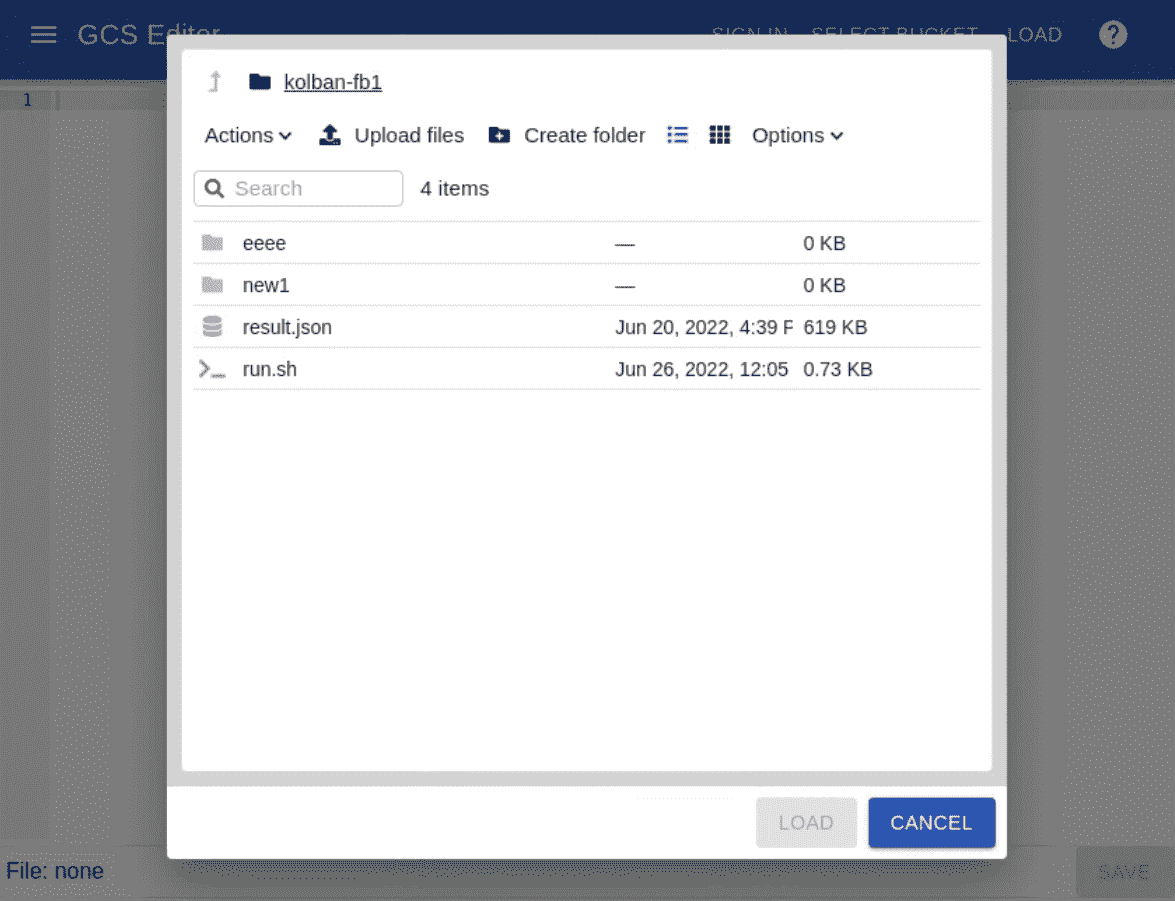 GCS Editor SIGN IN SELECT BUCKET LOAD ?
kolban-fb1
Actions Upload files Create folder Options
Search 4 items
1
eeee — 0 KB
new1 — 0 KB
result.json Jun 20, 2022, 4:39 P 619 KB
run.sh Jun 26, 2022, 12:05 0.73 KB
LOAD CANCEL
File: none SAVE